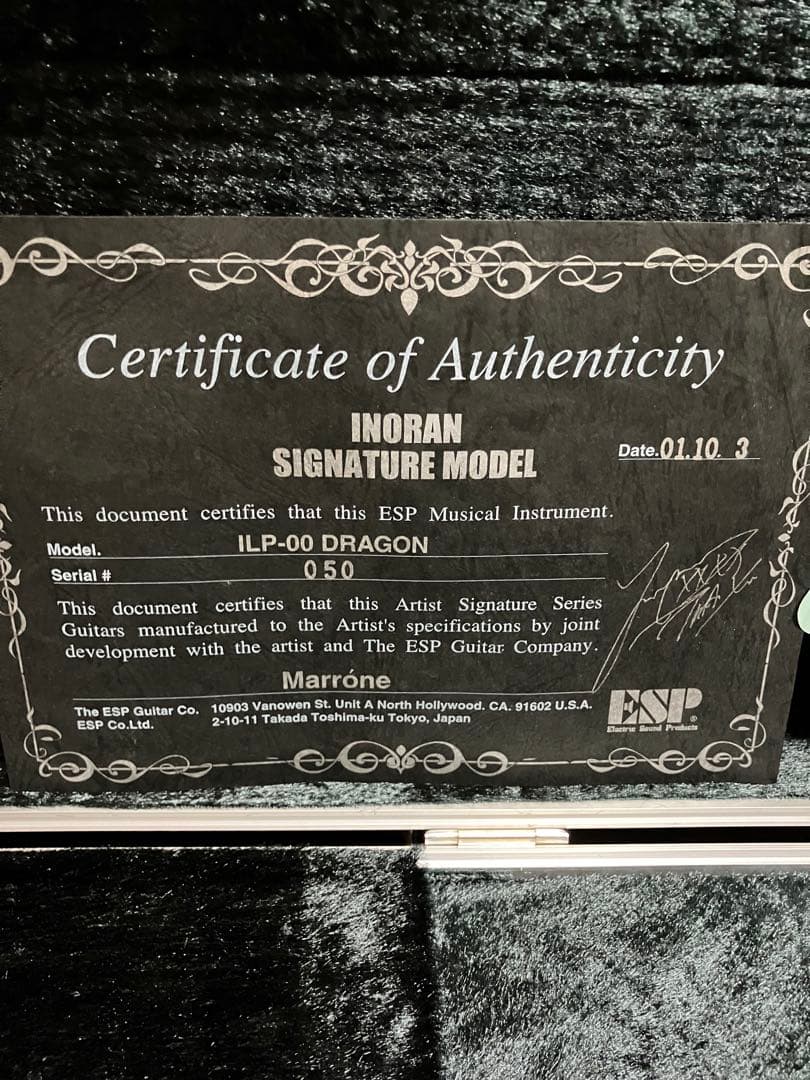 Certificate of Authenticity
INORAN
SIGNATURE MODEL
Date.01.10. 3
This document certifies that this ESP Musical Instrument.
Model. ILP-00 DRAGON
Serial # 050
This document certifies that this Artist Signature Series
Guitars manufactured to the Artist's specifications by joint
development with the artist and The ESP Guitar Company.
Marróne
The ESP Guitar Co. 10903 Vanowen St. Unit A North Hollywood. CA. 91602 U.S.A.
ESP Co.Ltd. 2-10-11 Takada Toshima-ku Tokyo, Japan
ESP®
Electric Sound Products